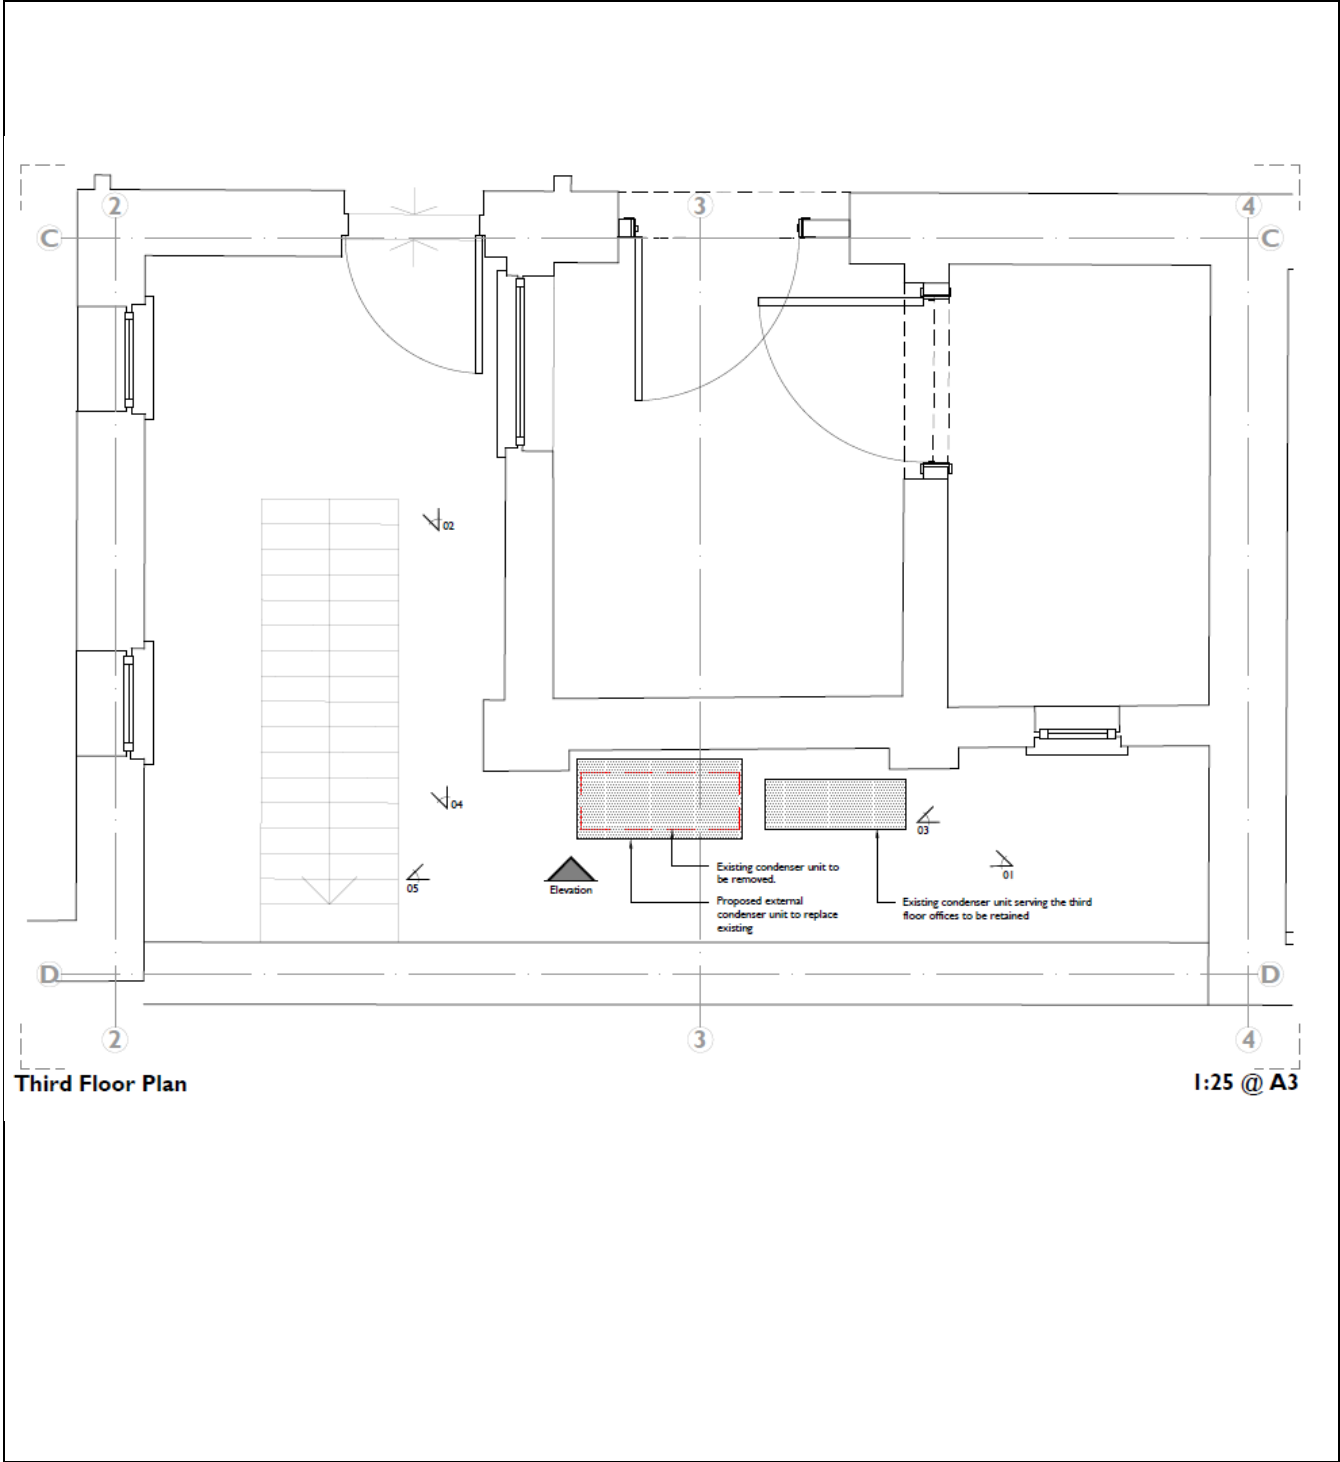 2
3
4
C
C
02
04
03
05
01
Elevation
Existing condenser unit to
be removed.
Proposed external
condenser unit to replace
existing
Existing condenser unit serving the third
floor offices to be retained
D
D
2
3
4
Third Floor Plan
1:25 @ A3